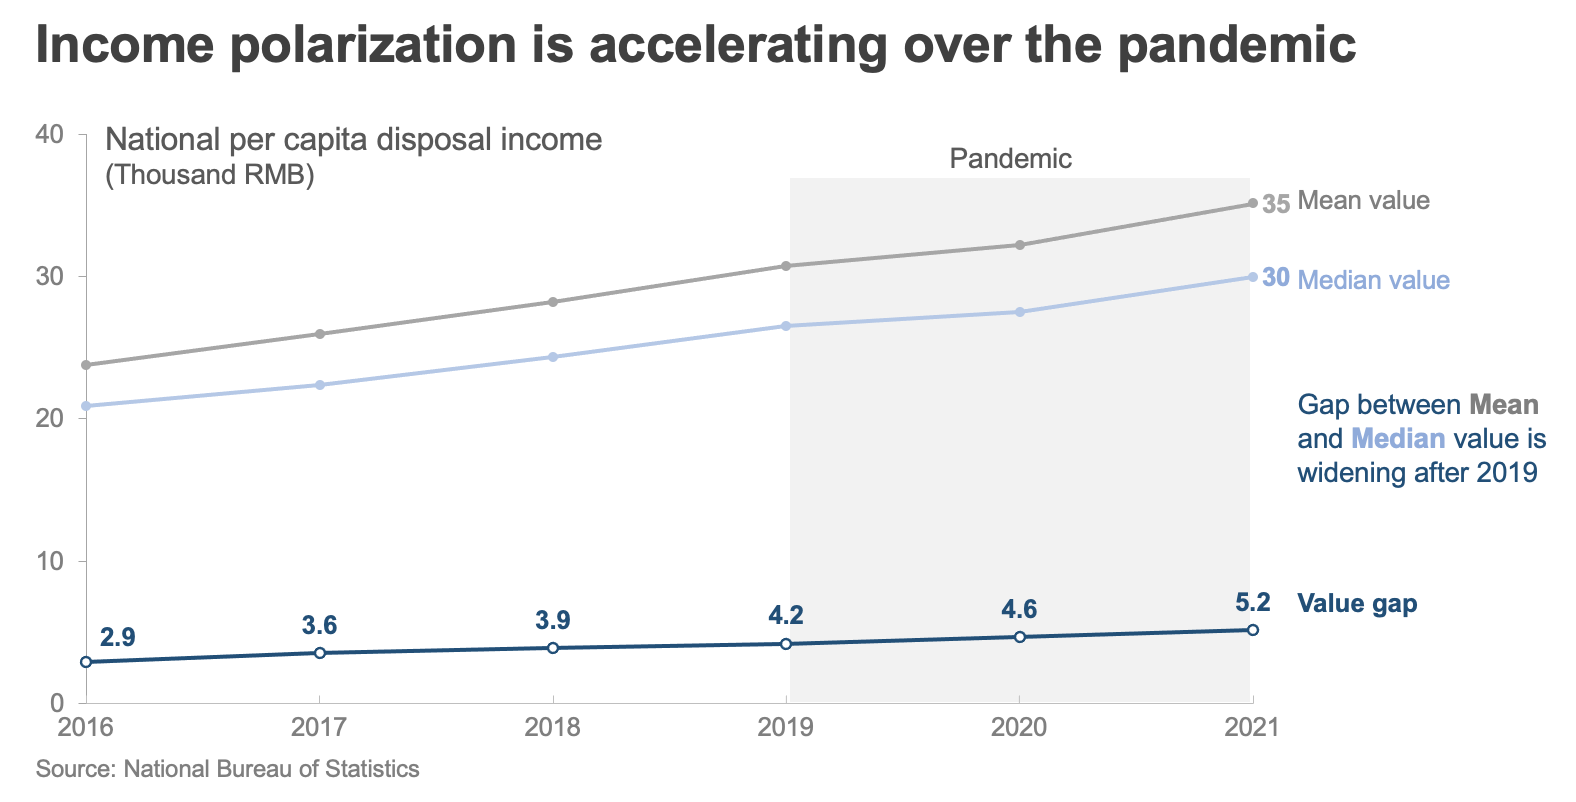 Income polarization is accelerating over the pandemic
National per capita disposal income
(Thousand RMB)
Pandemic
40
30
20
10
0
35 Mean value
30 Median value
Gap between Mean
and Median value is
widening after 2019
2.9
3.6
3.9
4.2
4.6
5.2
Value gap
2016
2017
2018
2019
2020
2021
Source: National Bureau of Statistics